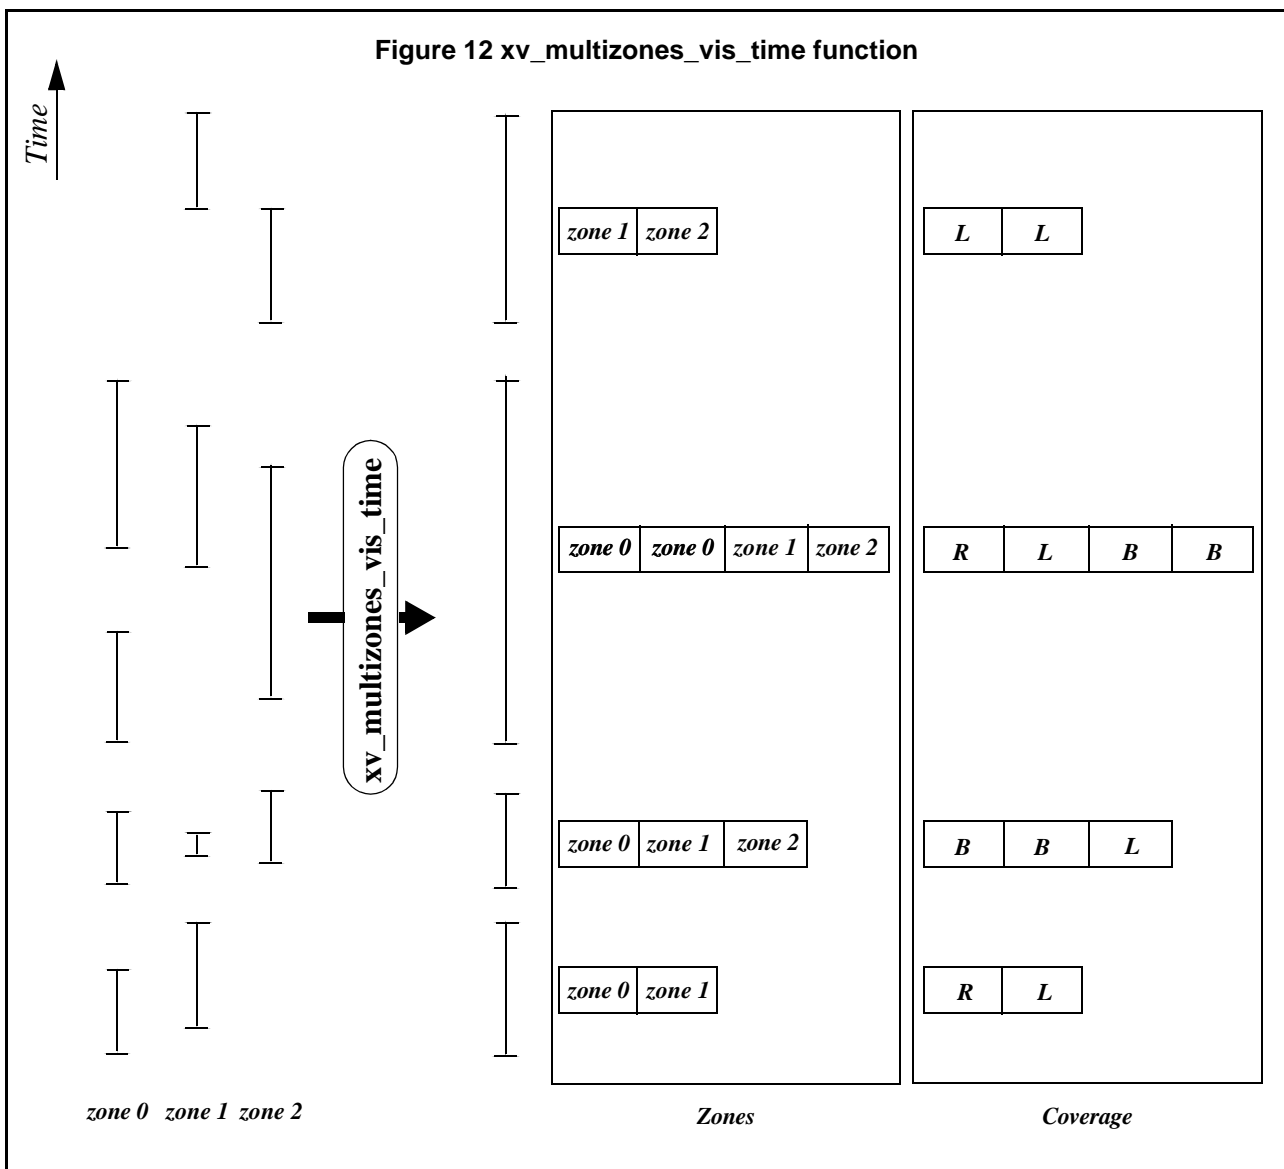 Figure 12 xv_multizones_vis_time function
Time
zone 1 zone 2
L L
xv_multizones_vis_time
zone 0 zone 0 zone 1 zone 2
R L B B
zone 0 zone 1 zone 2
B B L
zone 0 zone 1
R L
zone 0 zone 1 zone 2
Zones
Coverage